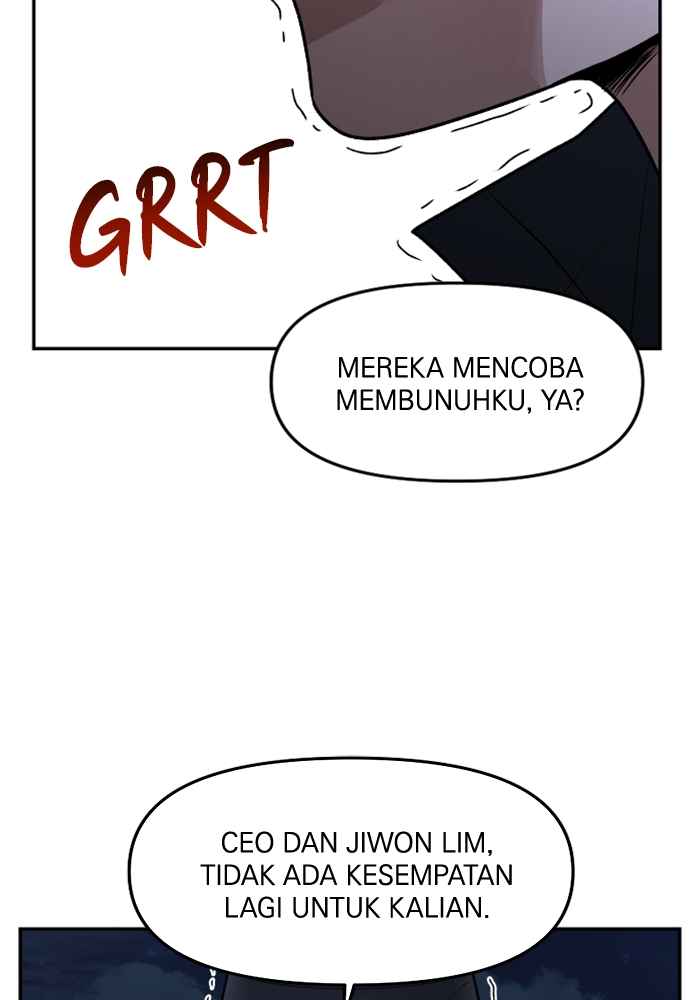 GRRT
MEREKA MENCOBA
MEMBUNUHKU, YA?
CEO DAN JIWON LIM,
TIDAK ADA KESEMPATAN
LAGI UNTUK KALIAN.